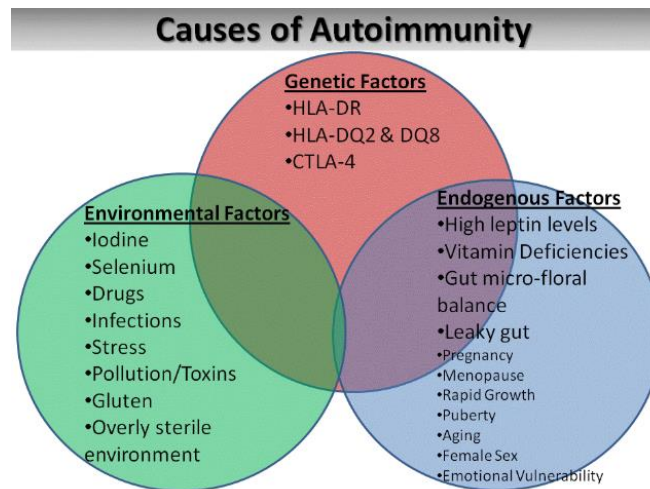 Causes of Autoimmunity
Genetic Factors
•HLA-DR
•HLA-DQ2 & DQ8
•CTLA-4
Environmental Factors
•Iodine
•Selenium
•Drugs
•Infections
•Stress
•Pollution/Toxins
•Gluten
•Overly sterile
environment
Endogenous Factors
•High leptin levels
•Vitamin Deficiencies
•Gut micro-floral
balance
•Leaky gut
•Pregnancy
•Menopause
•Rapid Growth
•Puberty
•Aging
•Female Sex
•Emotional Vulnerability